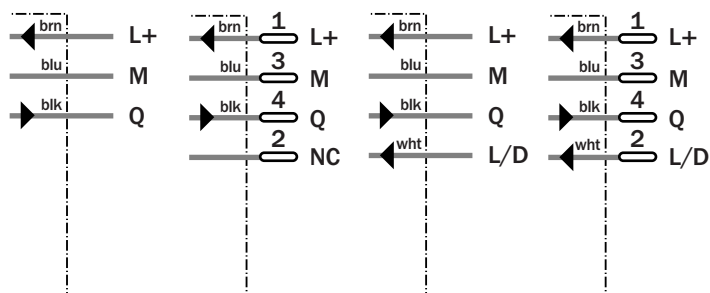 brn L+
blu M
blk Q
brn 1 L+
blu 3 M
blk 4 Q
2 NC
brn L+
blu M
blk Q
wht L/D
brn 1 L+
blu 3 M
blk 4 Q
wht 2 L/D